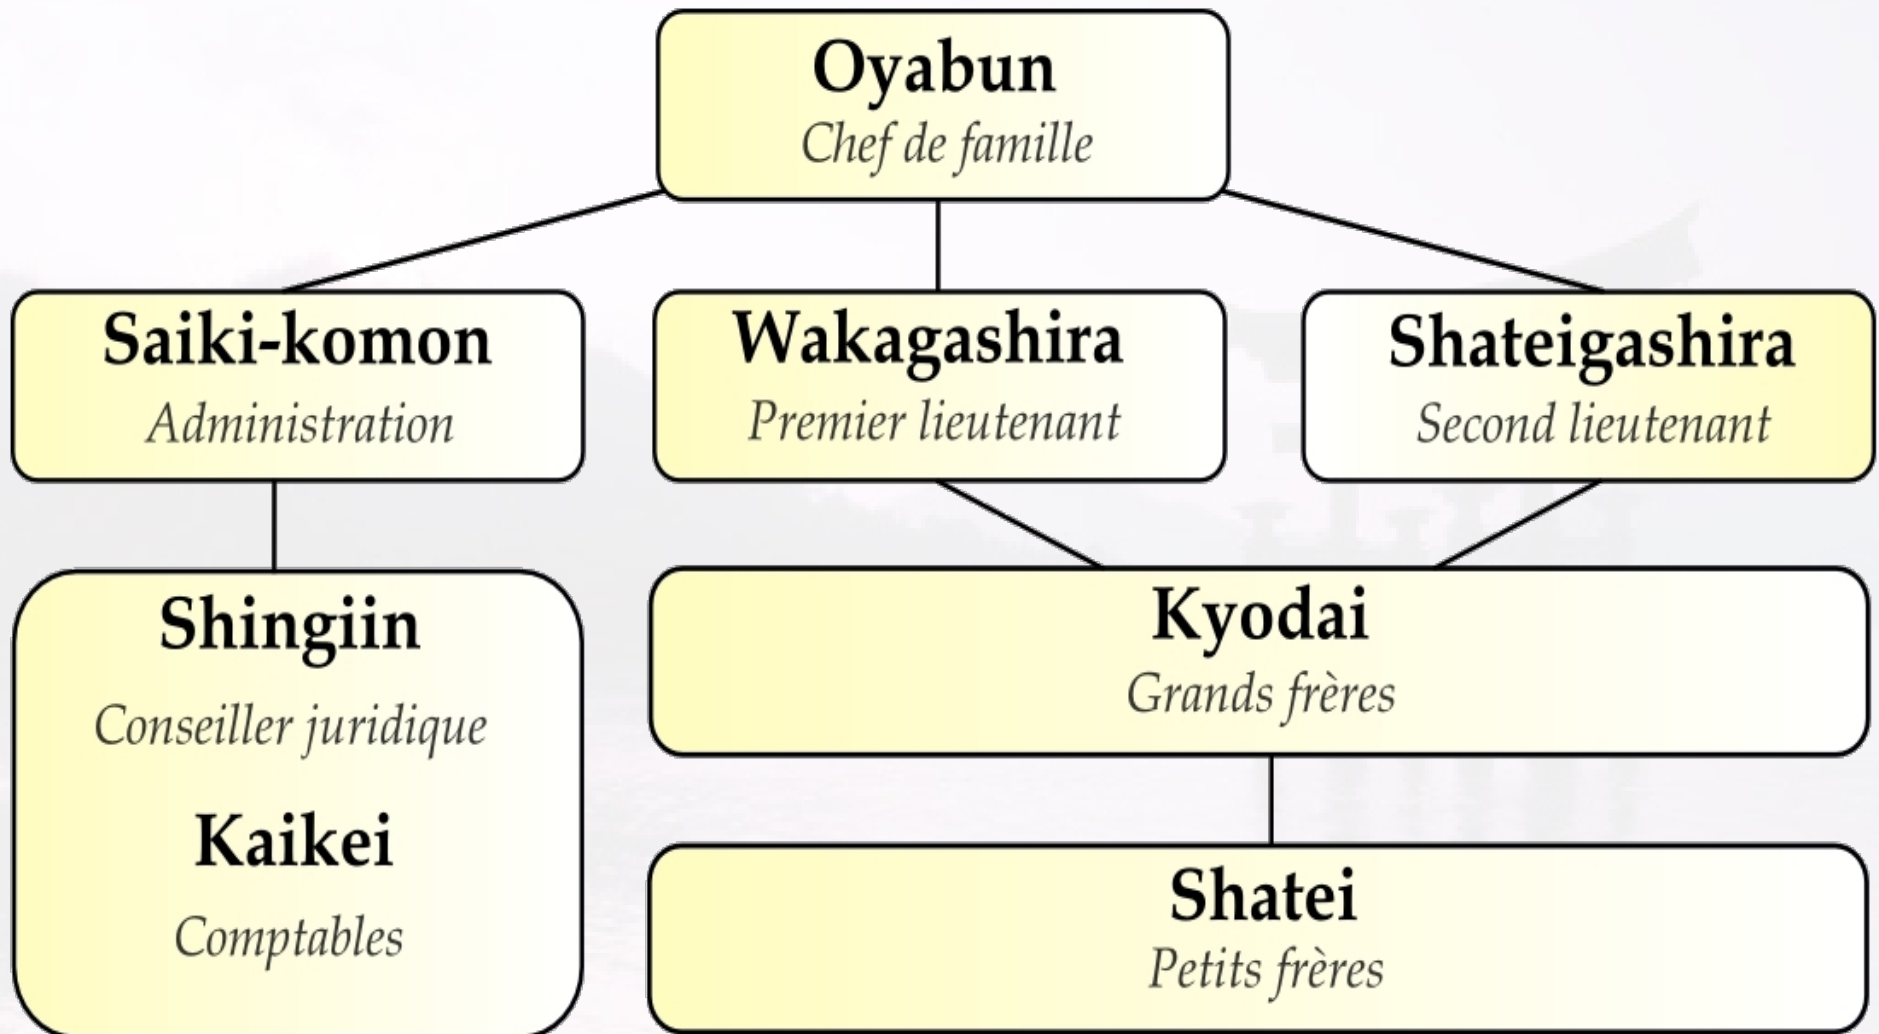 Oyabun
Chef de famille
Saiki-komon
Administration
Wakagashira
Premier lieutenant
Shateigashira
Second lieutenant
Shingiin
Conseiller juridique
Kaikei
Comptables
Kyodai
Grands frères
Shatei
Petits frères